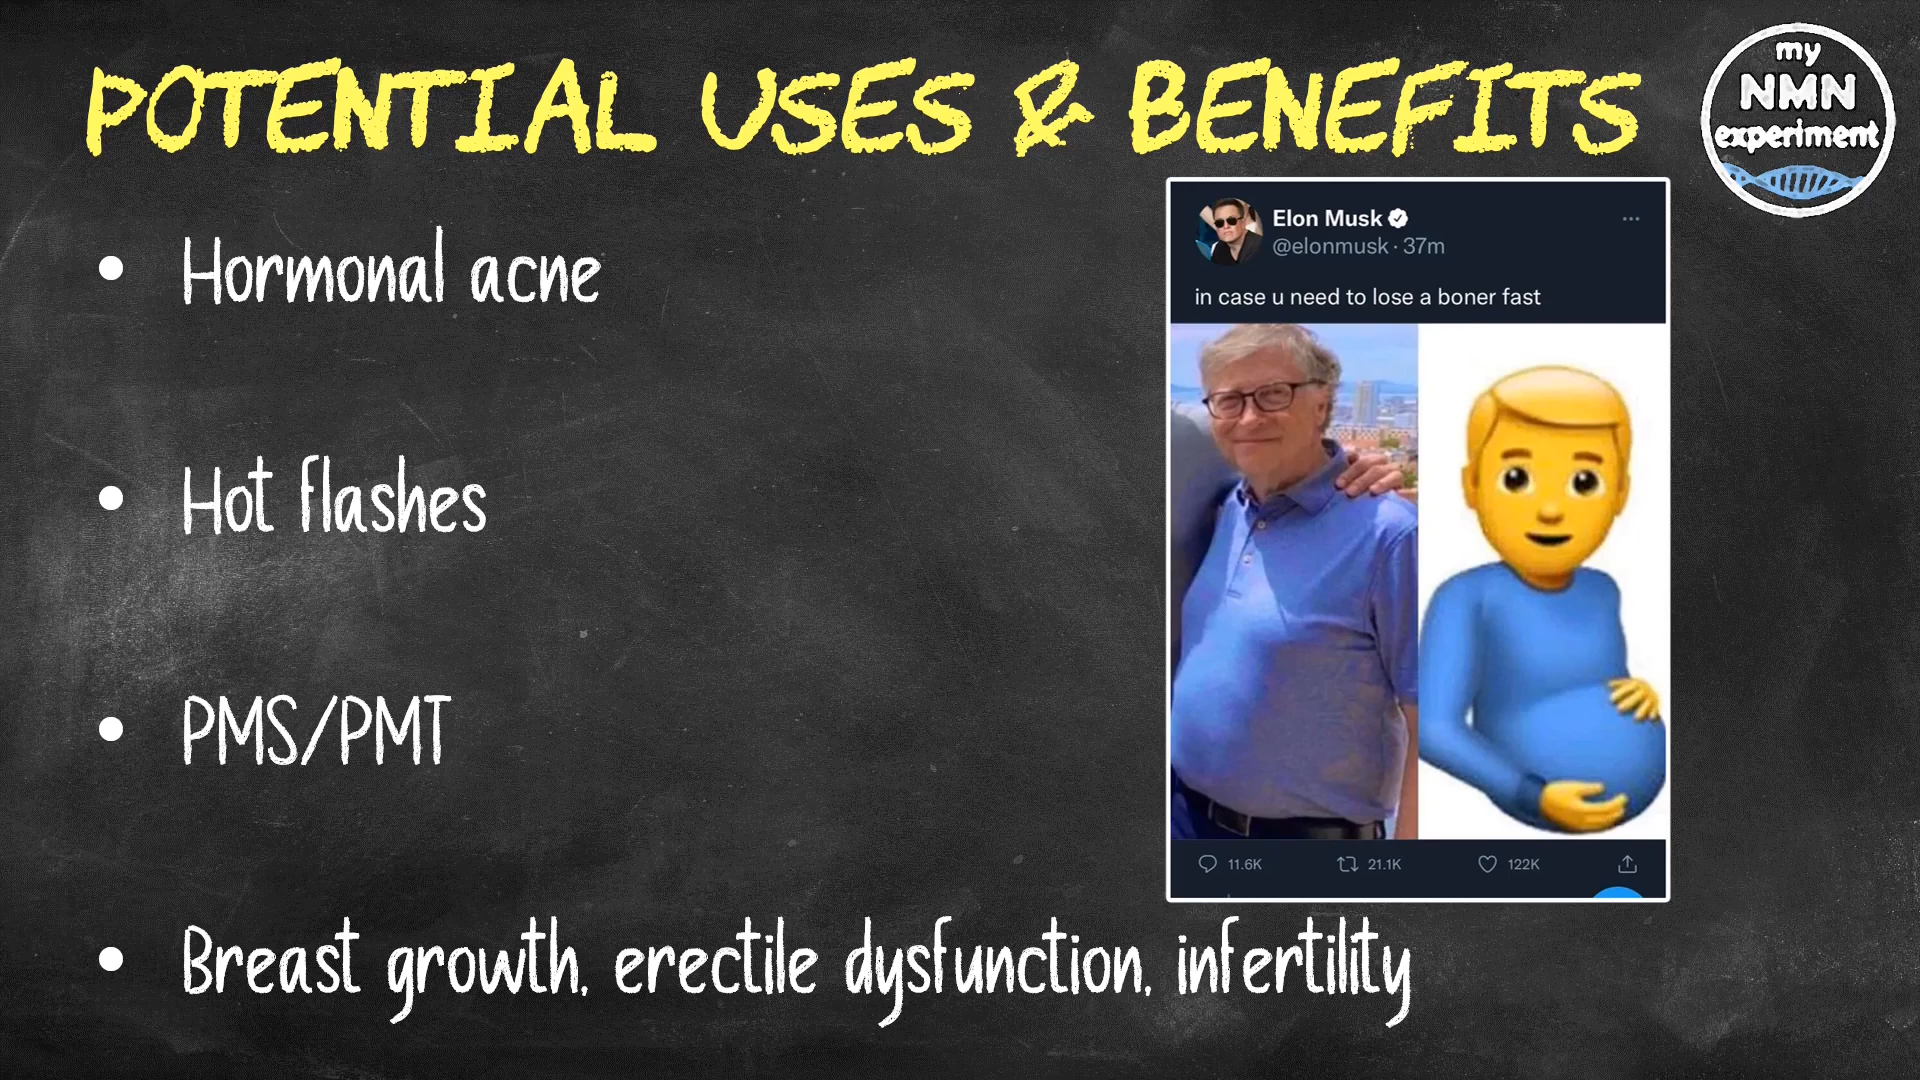 POTENTIAL USES & BENEFITS
my
NMN
experiment
• Hormonal acne
• Hot flashes
• PMS/PMT
• Breast growth, erectile dysfunction, infertility
Elon Musk
@elonmusk · 37m
in case u need to lose a boner fast
11.6K 21.1K 122K